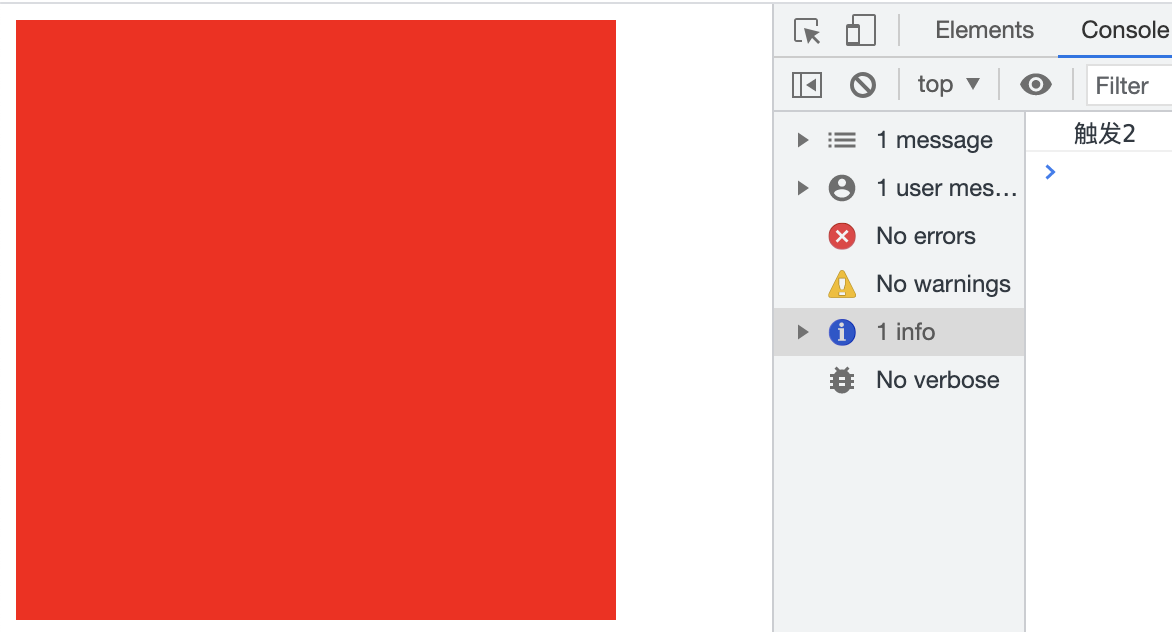 Elements Console
top Filter
1 message
1 user mes…
No errors
No warnings
1 info
No verbose
触发2